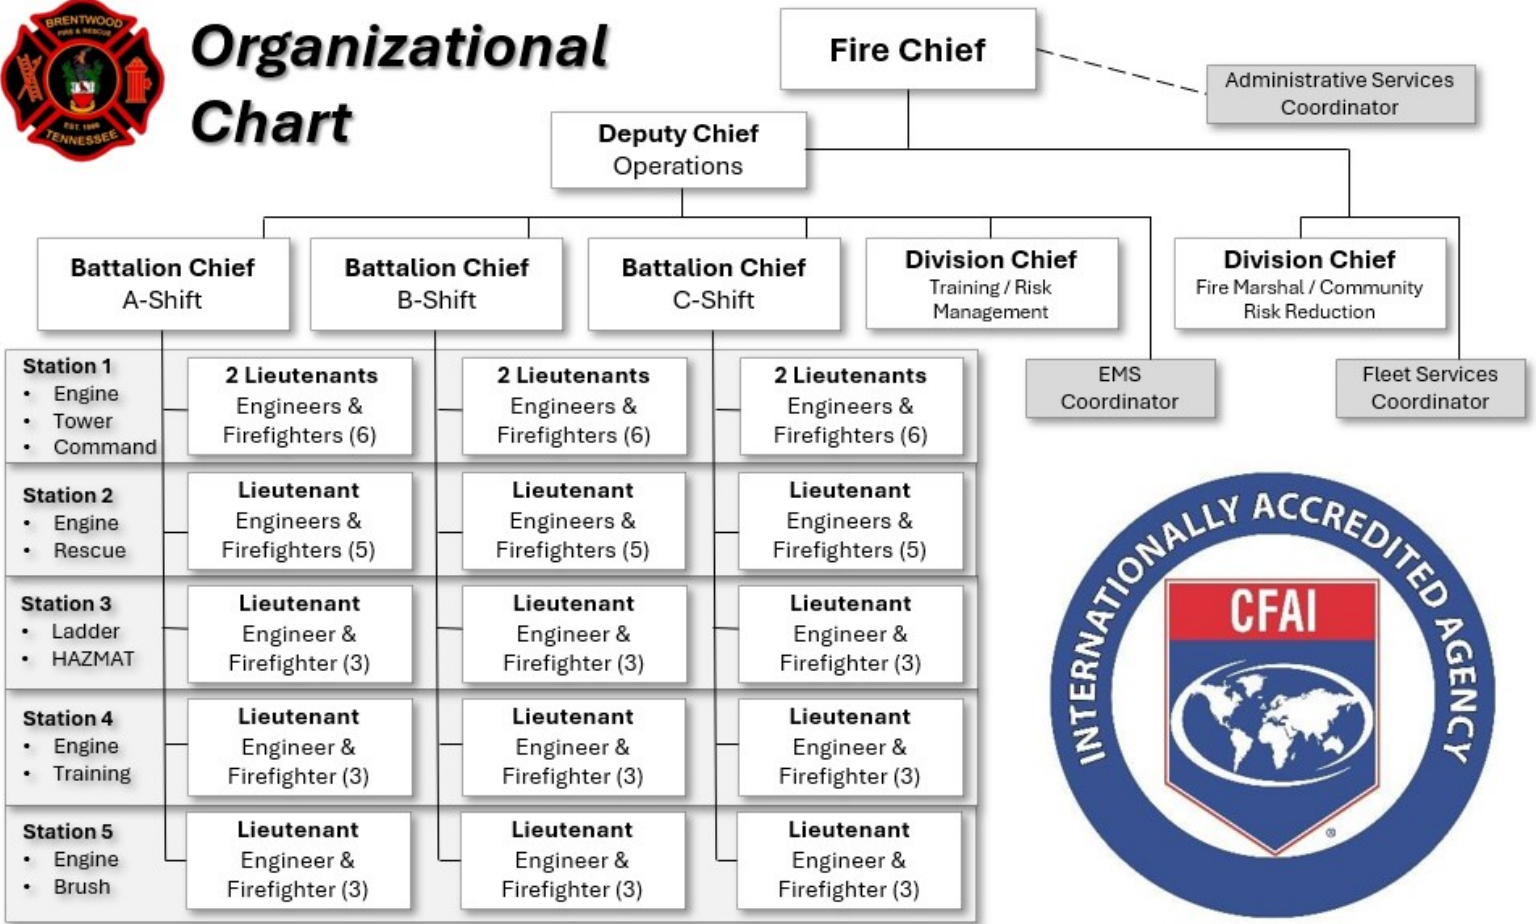 BRENTWOOD
FIRE & RESCUE
EST. 1986
TENNESSEE
Organizational
Chart
Fire Chief
Administrative Services
Coordinator
Deputy Chief
Operations
Battalion Chief
A-Shift
Battalion Chief
B-Shift
Battalion Chief
C-Shift
Division Chief
Training / Risk
Management
Division Chief
Fire Marshal / Community
Risk Reduction
EMS
Coordinator
Fleet Services
Coordinator
Station 1
• Engine
• Tower
• Command
2 Lieutenants
Engineers &
Firefighters (6)
2 Lieutenants
Engineers &
Firefighters (6)
2 Lieutenants
Engineers &
Firefighters (6)
Station 2
• Engine
• Rescue
Lieutenant
Engineers &
Firefighters (5)
Lieutenant
Engineers &
Firefighters (5)
Lieutenant
Engineers &
Firefighters (5)
Station 3
• Ladder
• HAZMAT
Lieutenant
Engineer &
Firefighter (3)
Lieutenant
Engineer &
Firefighter (3)
Lieutenant
Engineer &
Firefighter (3)
Station 4
• Engine
• Training
Lieutenant
Engineer &
Firefighter (3)
Lieutenant
Engineer &
Firefighter (3)
Lieutenant
Engineer &
Firefighter (3)
Station 5
• Engine
• Brush
Lieutenant
Engineer &
Firefighter (3)
Lieutenant
Engineer &
Firefighter (3)
Lieutenant
Engineer &
Firefighter (3)
INTERNATIONALLY ACCREDITED AGENCY
CFAI
®